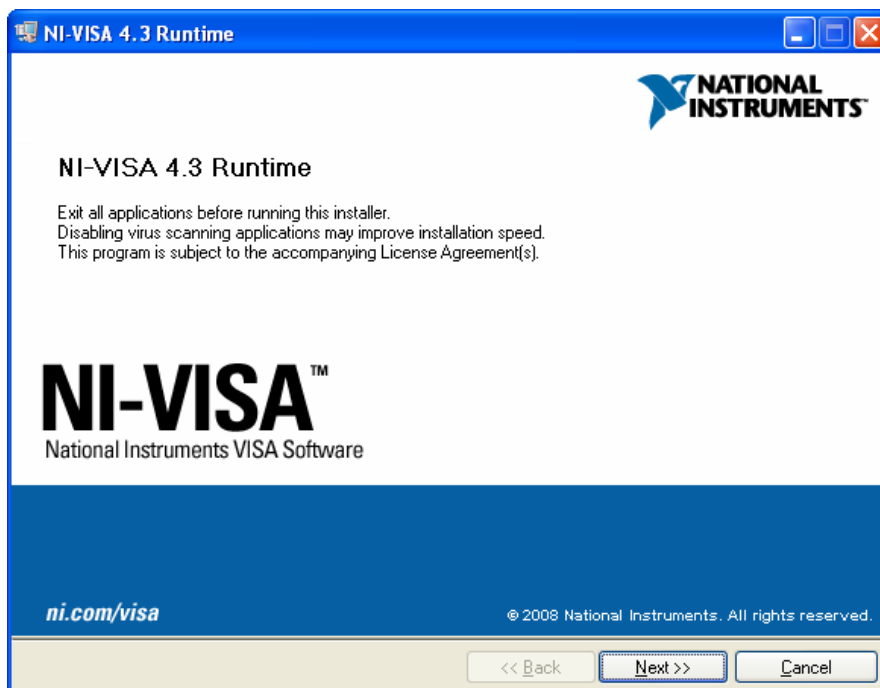 NI-VISA 4.3 Runtime
NATIONAL
INSTRUMENTS™
NI-VISA 4.3 Runtime
Exit all applications before running this installer.
Disabling virus scanning applications may improve installation speed.
This program is subject to the accompanying License Agreement(s).
NI-VISA™
National Instruments VISA Software
ni.com/visa
© 2008 National Instruments. All rights reserved.
<< Back
Next >>
Cancel